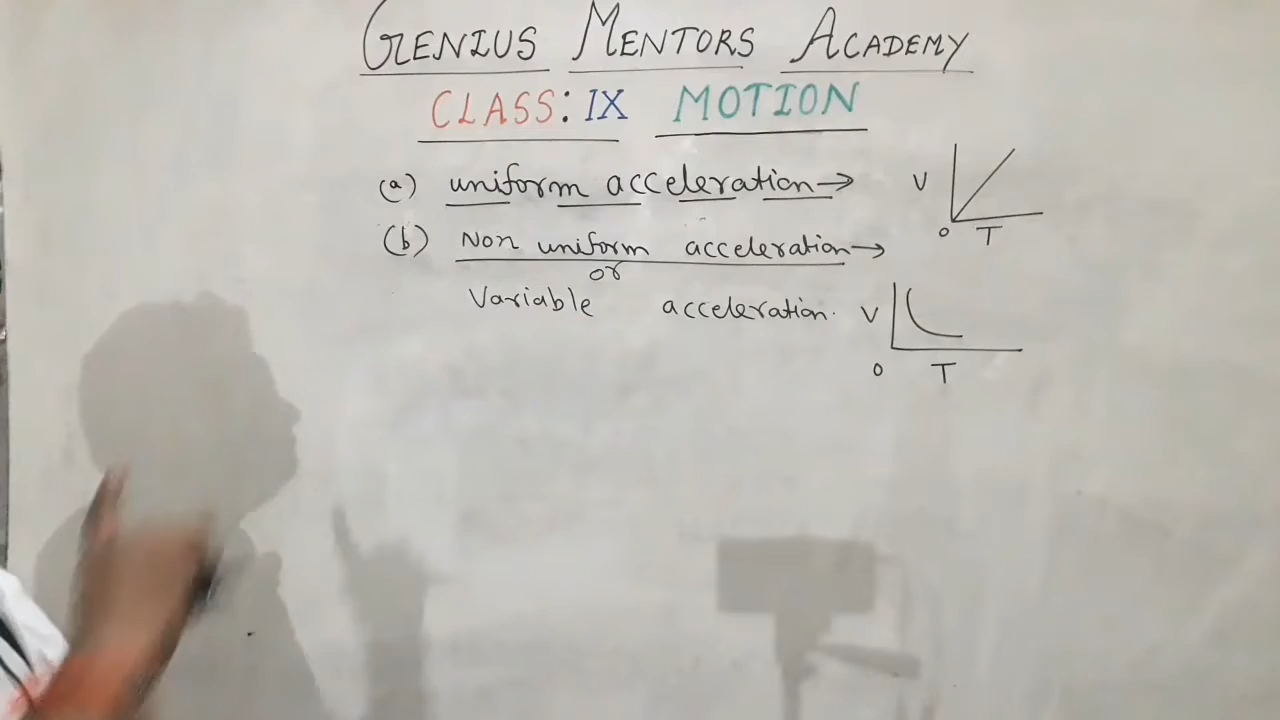 GENIUS MENTORS ACADEMY
CLASS: IX MOTION
(a) uniform acceleration→
V
0 T
(b) Non uniform acceleration→
or
Variable acceleration. V
0 T